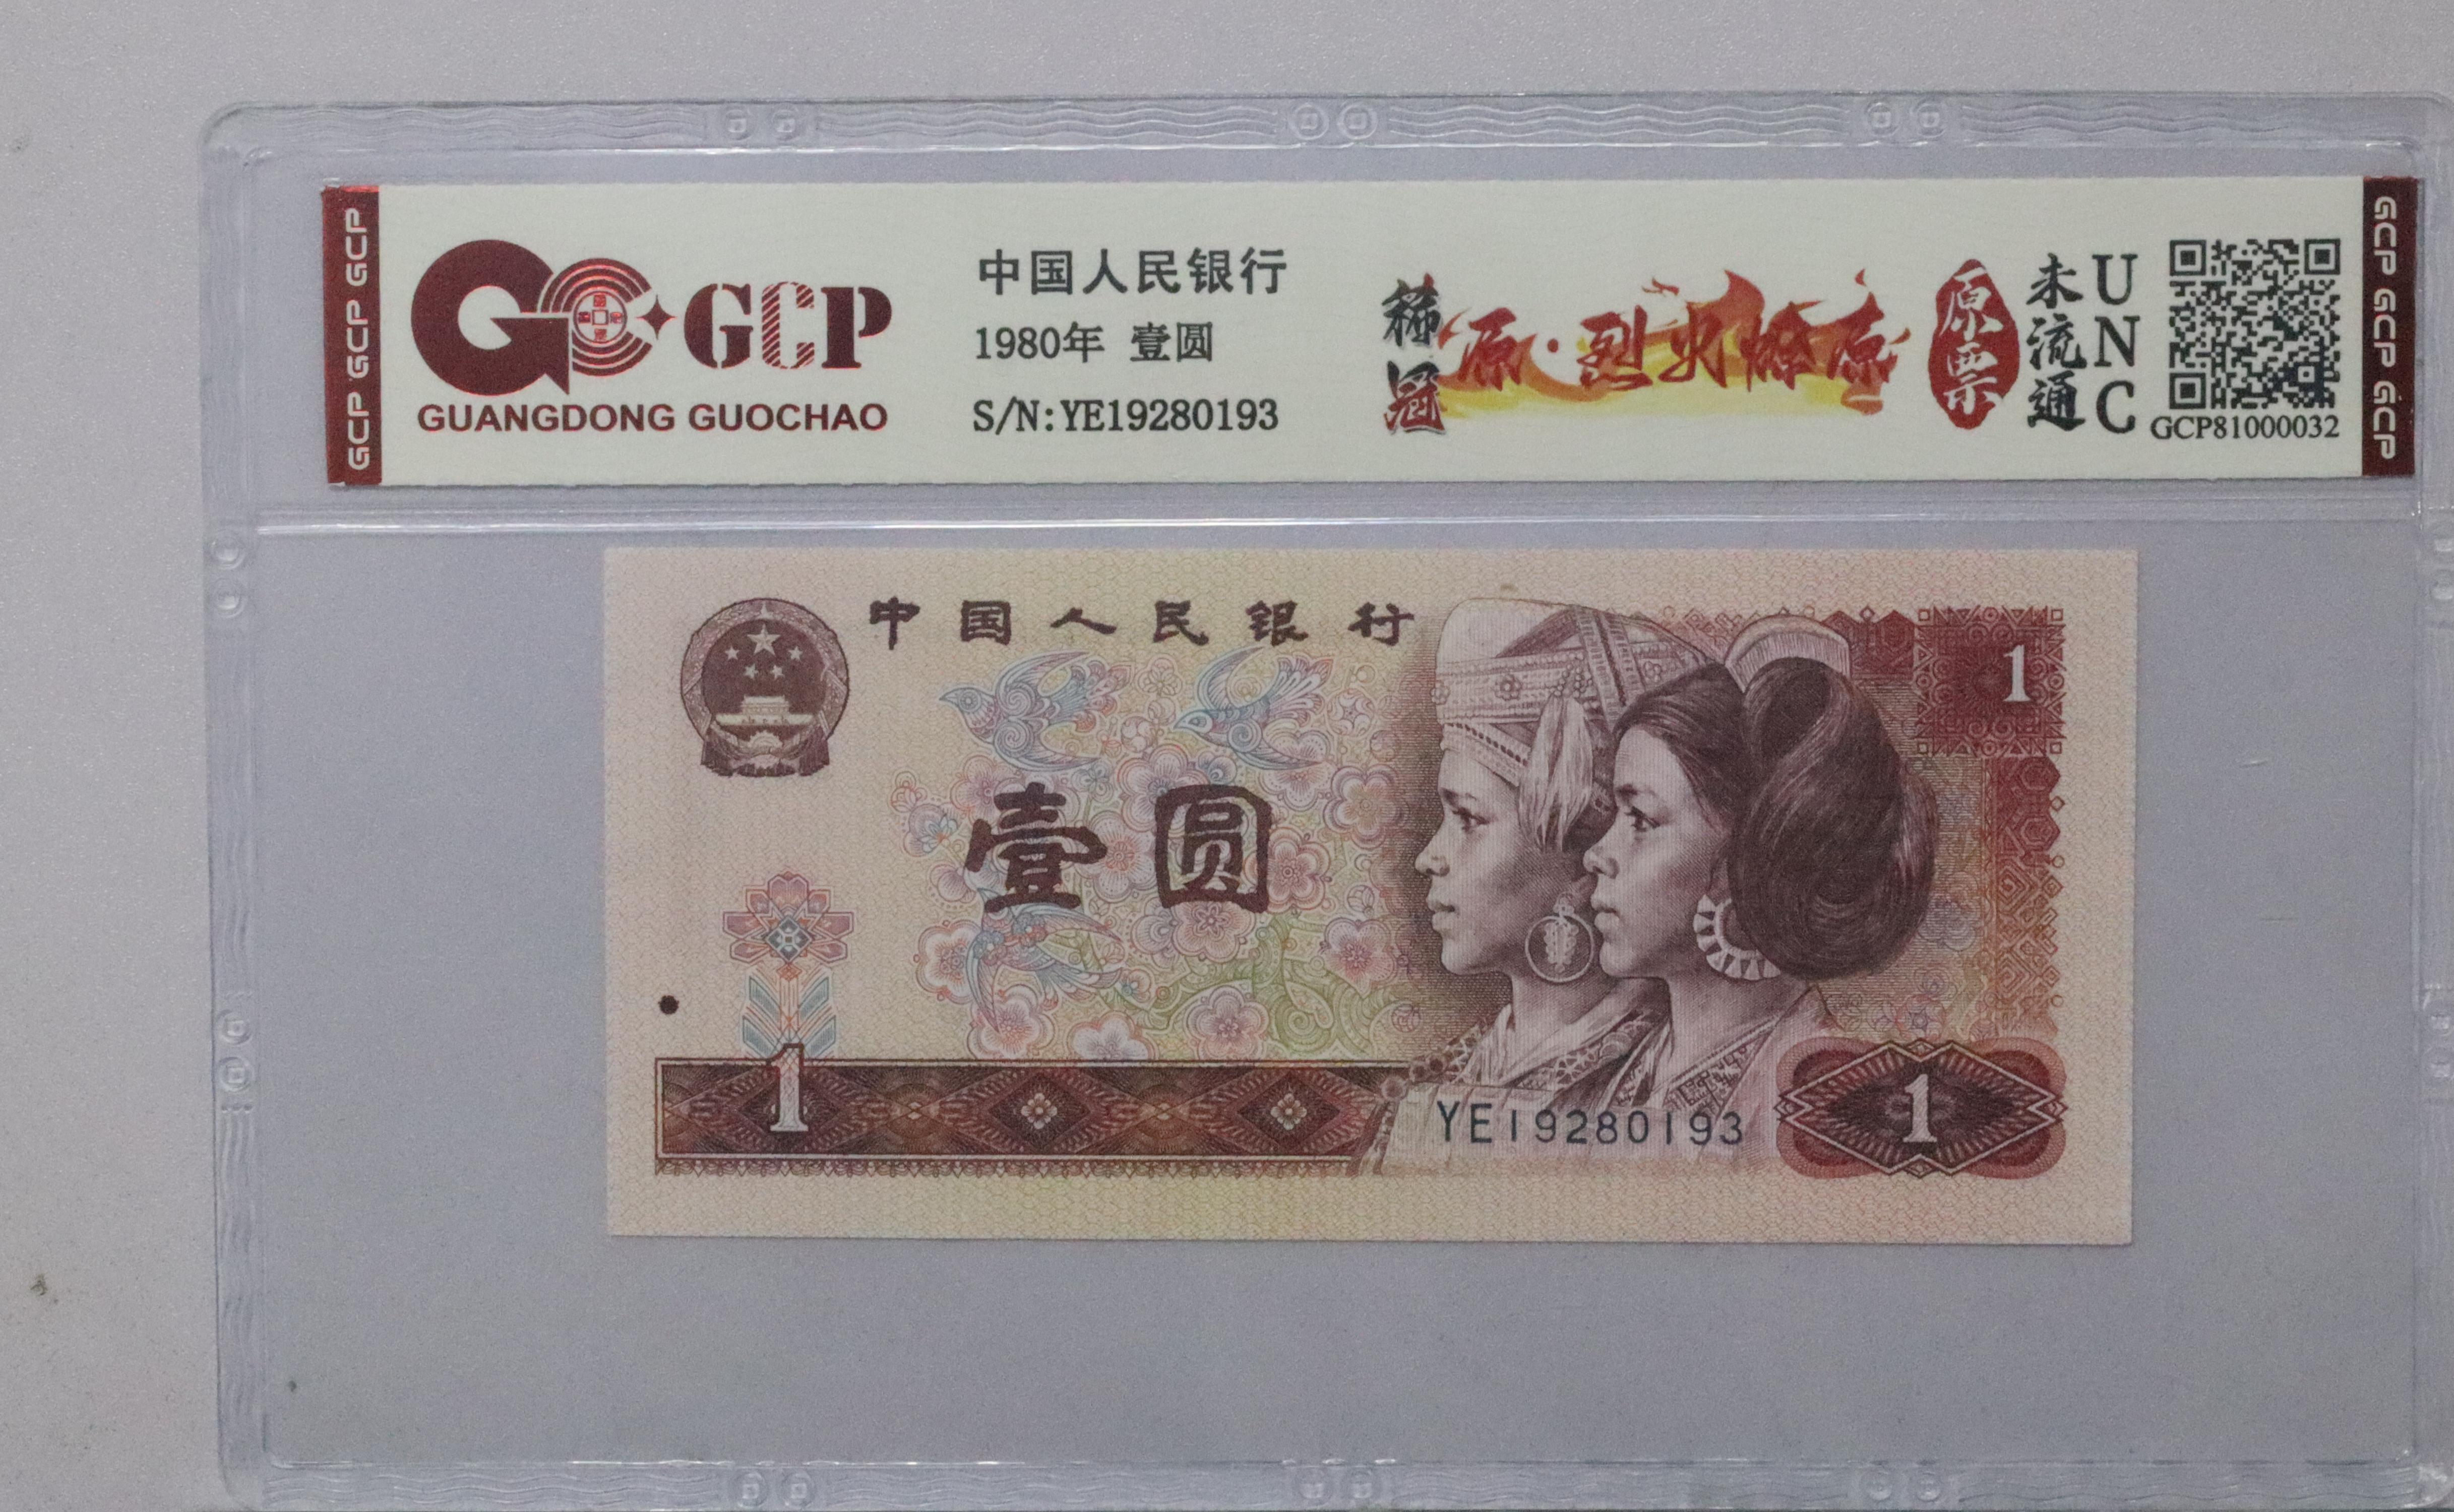 GCP GCP GCP
GCP
GUANGDONG GUOCHAO
中国人民银行
1980年 壹圆
S/N:YE19280193
稀冠
原·烈火燎原
原票
未流通
UNC
GCP81000032
GCP GCP GCP
中国人民银行
1
壹圆
1
YE19280193
1